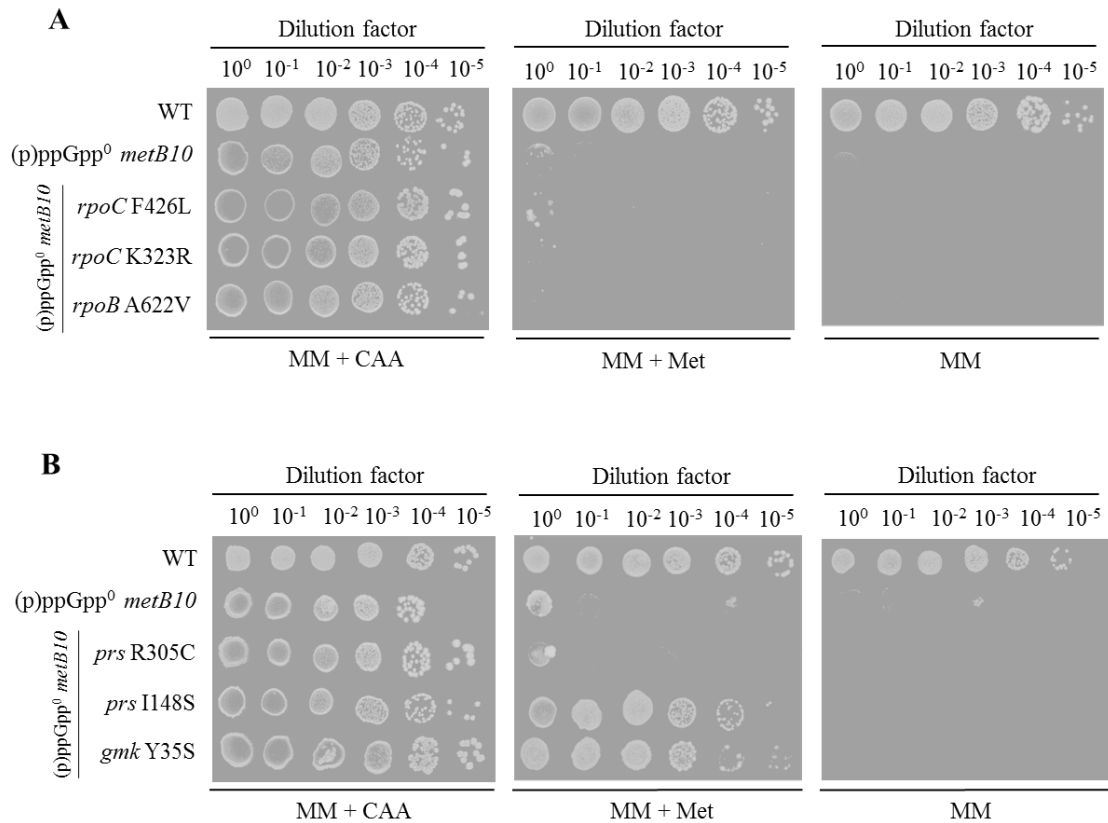 A
Dilution factor
Dilution factor
Dilution factor
10⁰ 10⁻¹ 10⁻² 10⁻³ 10⁻⁴ 10⁻⁵
10⁰ 10⁻¹ 10⁻² 10⁻³ 10⁻⁴ 10⁻⁵
10⁰ 10⁻¹ 10⁻² 10⁻³ 10⁻⁴ 10⁻⁵
WT
(p)ppGpp⁰ metB10
(p)ppGpp⁰ metB10
rpoC F426L
rpoC K323R
rpoB A622V
MM + CAA
MM + Met
MM
B
Dilution factor
Dilution factor
Dilution factor
10⁰ 10⁻¹ 10⁻² 10⁻³ 10⁻⁴ 10⁻⁵
10⁰ 10⁻¹ 10⁻² 10⁻³ 10⁻⁴ 10⁻⁵
10⁰ 10⁻¹ 10⁻² 10⁻³ 10⁻⁴ 10⁻⁵
WT
(p)ppGpp⁰ metB10
(p)ppGpp⁰ metB10
prs R305C
prs I148S
gmk Y35S
MM + CAA
MM + Met
MM